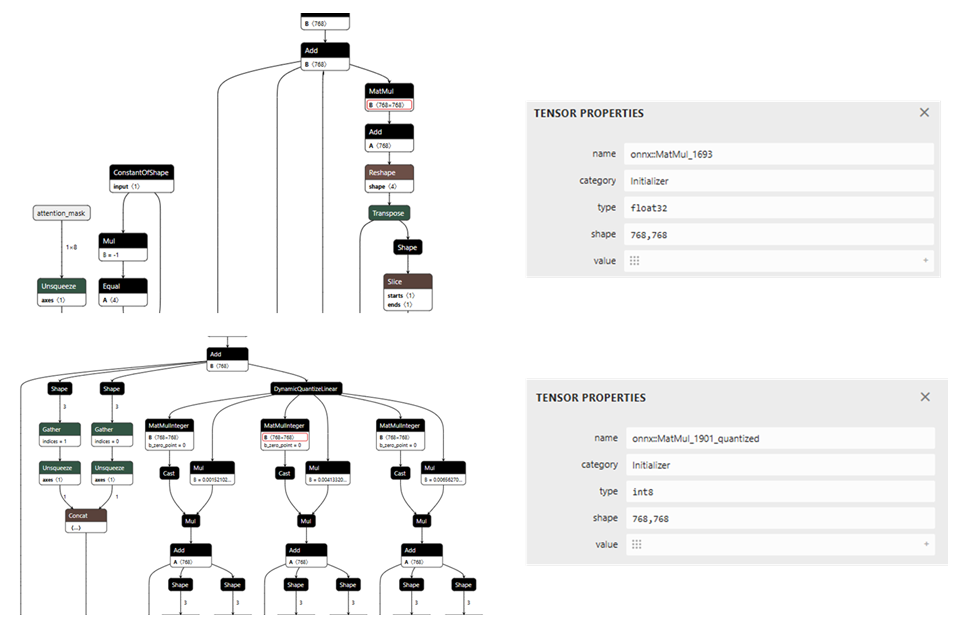 B ⟨768⟩
Add
B ⟨768⟩
MatMul
B ⟨768×768⟩
Add
A ⟨768⟩
Reshape
shape ⟨4⟩
Transpose
Shape
Slice
starts ⟨1⟩
ends ⟨1⟩
ConstantOfShape
input ⟨1⟩
attention_mask
1×8
Mul
B = -1
Unsqueeze
axes ⟨1⟩
Equal
A ⟨4⟩
TENSOR PROPERTIES
name onnx::MatMul_1693
category Initializer
type float32
shape 768,768
value +
Add
B ⟨768⟩
Shape
Shape
DynamicQuantizeLinear
3
3
Gather
indices = 1
Gather
indices = 0
MatMulInteger
B ⟨768×768⟩
b_zero_point = 0
MatMulInteger
B ⟨768×768⟩
b_zero_point = 0
MatMulInteger
B ⟨768×768⟩
b_zero_point = 0
Unsqueeze
axes ⟨1⟩
Unsqueeze
axes ⟨1⟩
Cast
Mul
B = 0.00152102...
Cast
Mul
B = 0.00413320...
Cast
Mul
B = 0.00656270...
1
1
Concat
⟨...⟩
Mul
Mul
Mul
Add
A ⟨768⟩
Add
A ⟨768⟩
Add
A ⟨768⟩
Shape
Shape
Shape
Shape
Shape
Shape
3
3
3
3
3
3
TENSOR PROPERTIES
name onnx::MatMul_1901_quantized
category Initializer
type int8
shape 768,768
value +